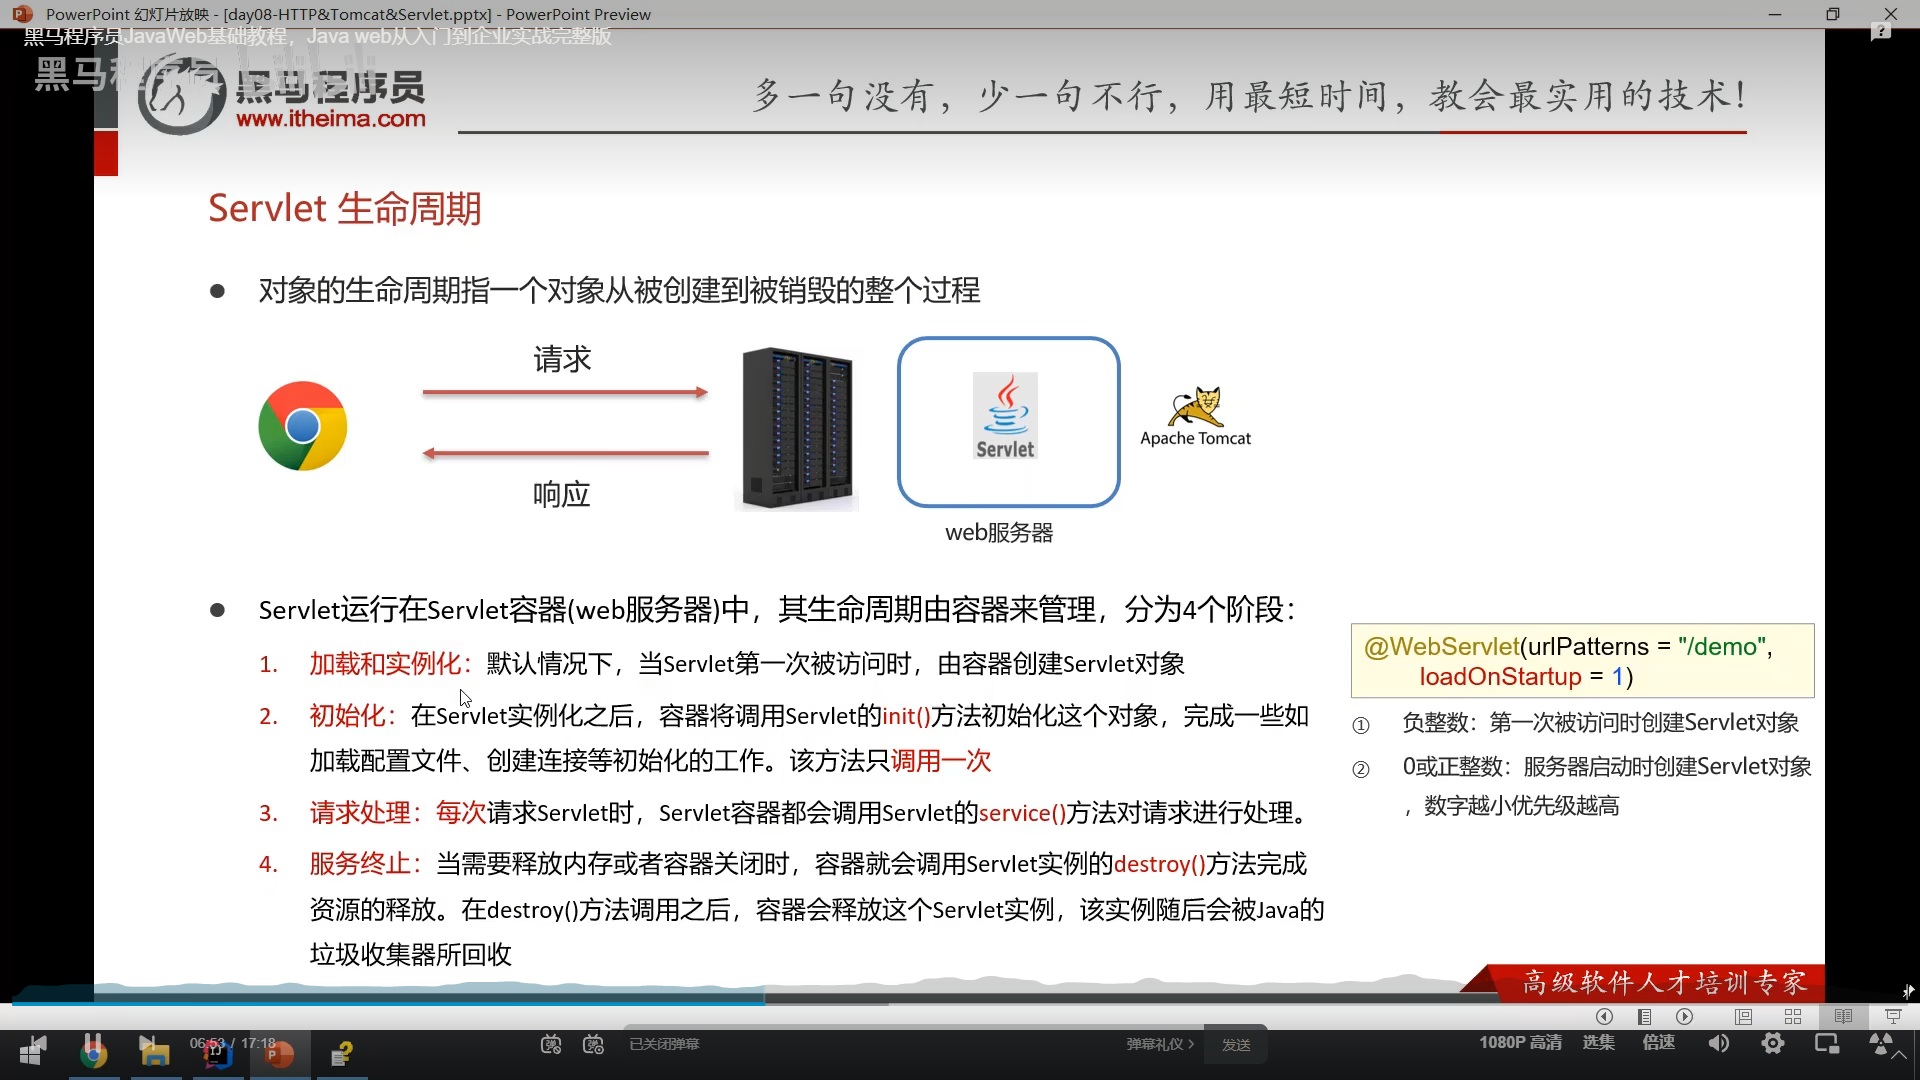 PowerPoint 幻灯片放映 - [day08-HTTP&Tomcat&Servlet.pptx] - PowerPoint Preview
黑马程序员JavaWeb基础教程，Java web从入门到企业实战完整版
黑马程序员
www.itheima.com
多一句没有，少一句不行，用最短时间，教会最实用的技术！
Servlet 生命周期
● 对象的生命周期指一个对象从被创建到被销毁的整个过程
请求
响应
Servlet
Apache Tomcat
web服务器
● Servlet运行在Servlet容器(web服务器)中，其生命周期由容器来管理，分为4个阶段：
1. 加载和实例化：默认情况下，当Servlet第一次被访问时，由容器创建Servlet对象
2. 初始化：在Servlet实例化之后，容器将调用Servlet的init()方法初始化这个对象，完成一些如
加载配置文件、创建连接等初始化的工作。该方法只调用一次
3. 请求处理：每次请求Servlet时，Servlet容器都会调用Servlet的service()方法对请求进行处理。
4. 服务终止：当需要释放内存或者容器关闭时，容器就会调用Servlet实例的destroy()方法完成
资源的释放。在destroy()方法调用之后，容器会释放这个Servlet实例，该实例随后会被Java的
垃圾收集器所回收
@WebServlet(urlPatterns = "/demo",
loadOnStartup = 1)
① 负整数：第一次被访问时创建Servlet对象
② 0或正整数：服务器启动时创建Servlet对象
，数字越小优先级越高
高级软件人才培训专家
06:53 / 17:18
已关闭弹幕
弹幕礼仪 >
发送
1080P 高清
选集
倍速